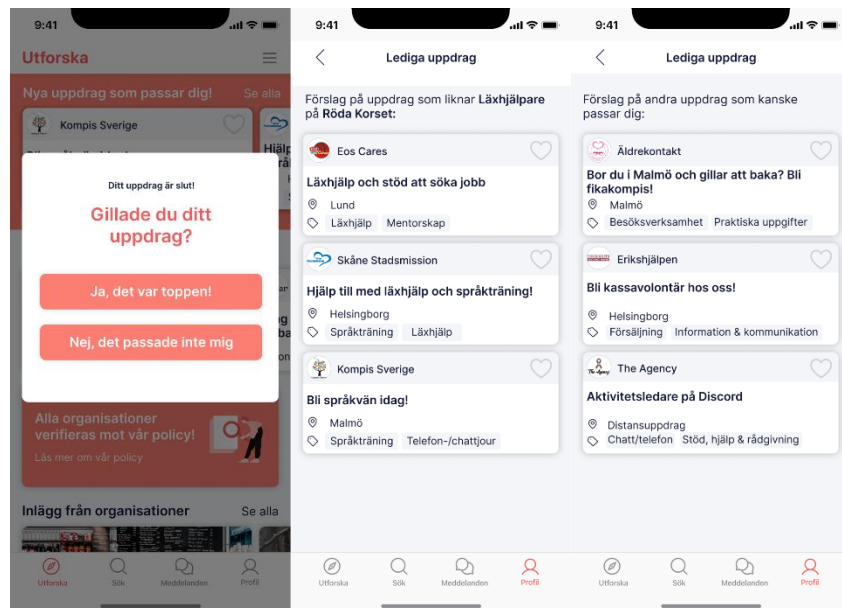 9:41
Utforska
Nya uppdrag som passar dig!
Se alla
Kompis Sverige
Ditt uppdrag är slut!
Gillade du ditt
uppdrag?
Ja, det var toppen!
Nej, det passade inte mig
Alla organisationer
verifieras mot vår policy!
Läs mer om vår policy
Inlägg från organisationer
Se alla
Utforska
Sök
Meddelanden
Profil
9:41
Lediga uppdrag
Förslag på uppdrag som liknar Läxhjälpare
på Röda Korset:
Eos Cares
Läxhjälp och stöd att söka jobb
Lund
Läxhjälp Mentorskap
Skåne Stadsmission
Hjälp till med läxhjälp och språkträning!
Helsingborg
Språkträning Läxhjälp
Kompis Sverige
Bli språkvän idag!
Malmö
Språkträning Telefon-/chattjour
Utforska
Sök
Meddelanden
Profil
9:41
Lediga uppdrag
Förslag på andra uppdrag som kanske
passar dig:
Äldrekontakt
Bor du i Malmö och gillar att baka? Bli
fikakompis!
Malmö
Besöksverksamhet Praktiska uppgifter
Erikshjälpen
Bli kassavolontär hos oss!
Helsingborg
Försäljning Information & kommunikation
The Agency
The Agency
Aktivitetsledare på Discord
Distansuppdrag
Chatt/telefon Stöd, hjälp & rådgivning
Utforska
Sök
Meddelanden
Profil